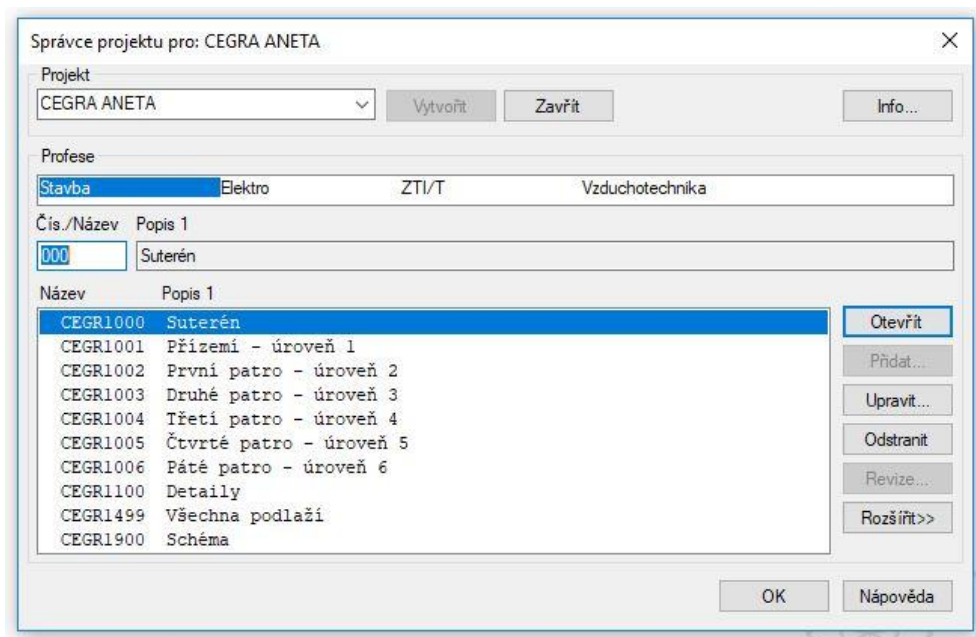 Správce projektu pro: CEGRA ANETA
Projekt
CEGRA ANETA Vytvořit Zavřít Info...
Profese
Stavba Elektro ZTI/T Vzduchotechnika
Čís./Název Popis 1
000 Suterén
Název Popis 1
CEGR1000 Suterén Otevřít
CEGR1001 Přízemí - úroveň 1
CEGR1002 První patro - úroveň 2 Přidat...
CEGR1003 Druhé patro - úroveň 3 Upravit...
CEGR1004 Třetí patro - úroveň 4
CEGR1005 Čtvrté patro - úroveň 5 Odstranit
CEGR1006 Páté patro - úroveň 6 Revize...
CEGR1100 Detaily
CEGR1499 Všechna podlaží Rozšířit>>
CEGR1900 Schéma
OK Nápověda